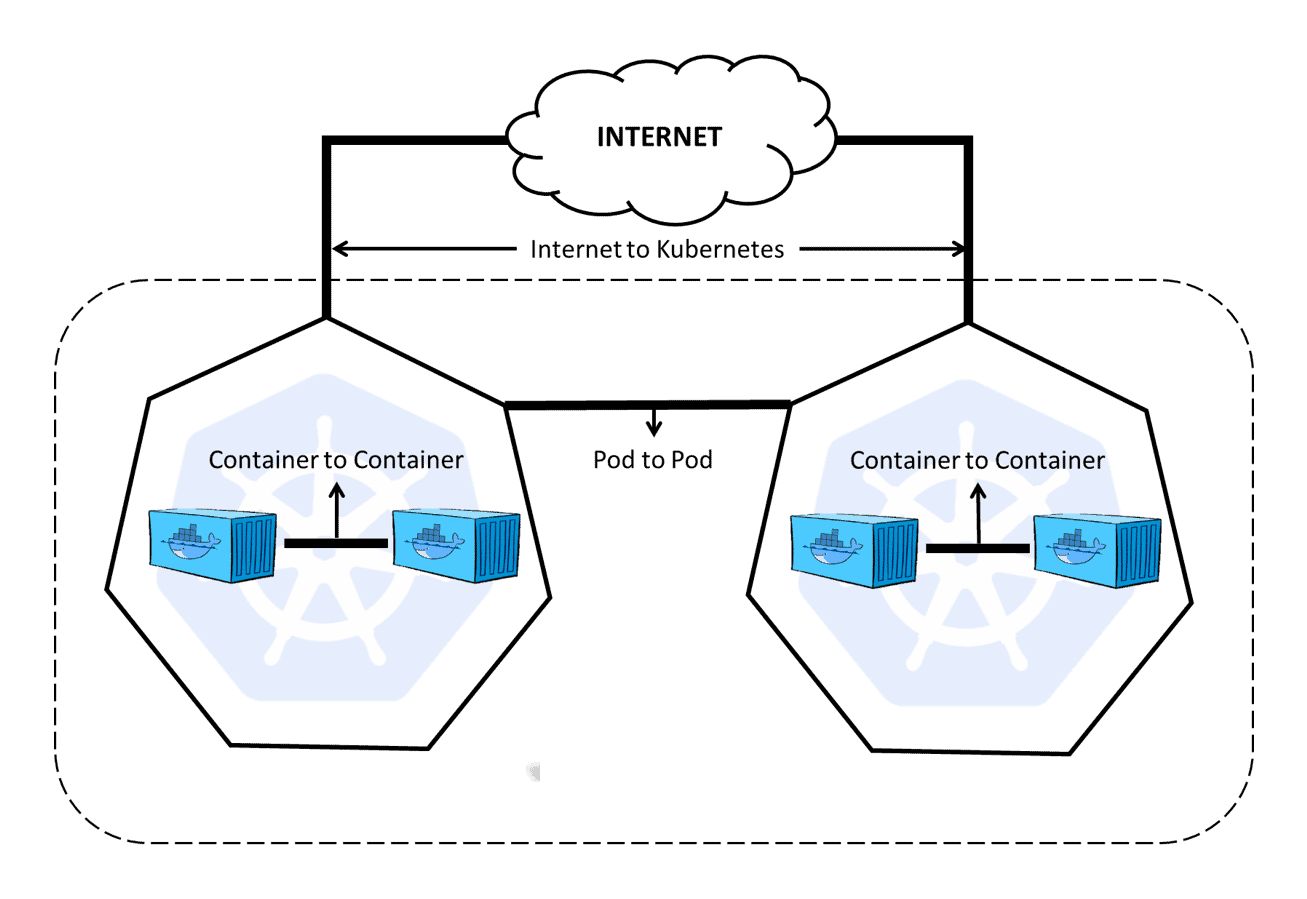 INTERNET
Internet to Kubernetes
Container to Container
Pod to Pod
Container to Container